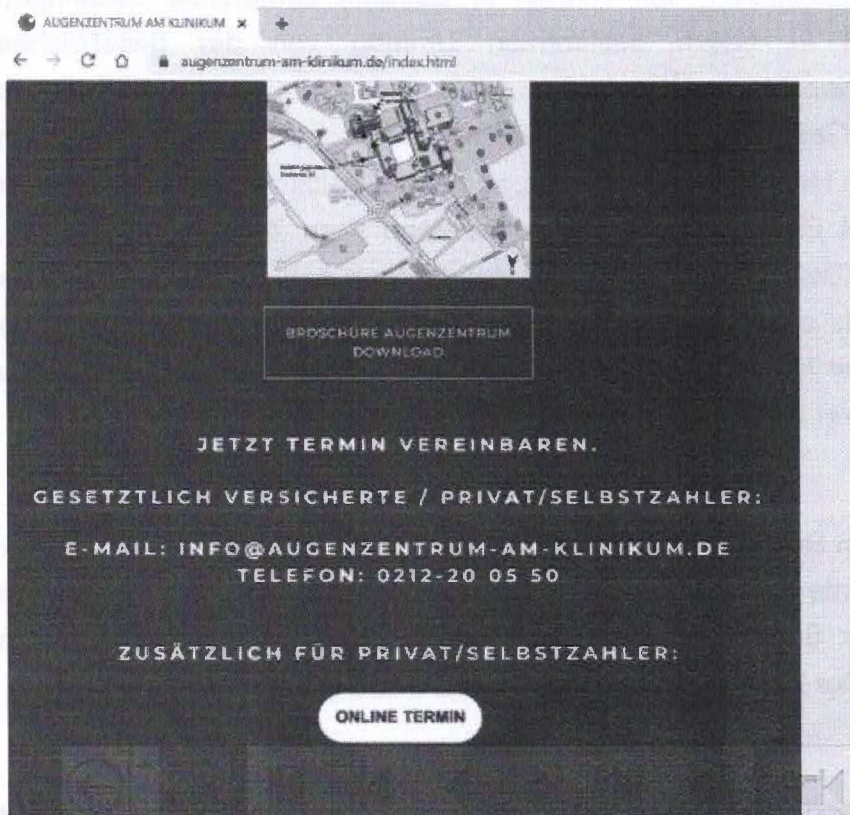 AUGENZENTRUM AM KLINIKUM
augenzentrum-am-klinikum.de/index.html
BROSCHÜRE AUGENZENTRUM
DOWNLOAD
JETZT TERMIN VEREINBAREN.
GESETZTLICH VERSICHERTE / PRIVAT/SELBSTZAHLER:
E-MAIL: INFO@AUGENZENTRUM-AM-KLINIKUM.DE
TELEFON: 0212-20 05 50
ZUSÄTZLICH FÜR PRIVAT/SELBSTZAHLER:
ONLINE TERMIN